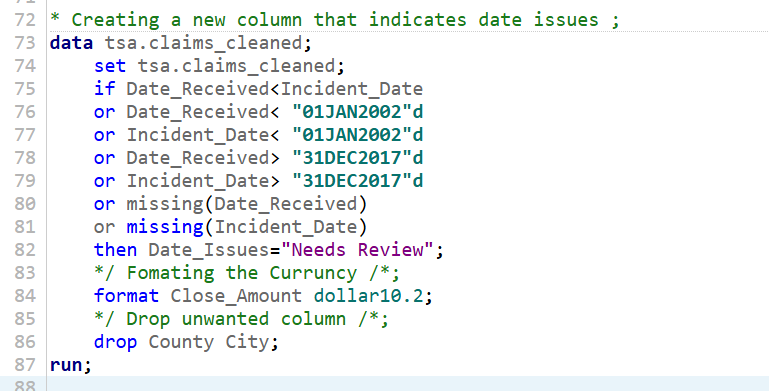 72 * Creating a new column that indicates date issues ;
73 data tsa.claims_cleaned;
74     set tsa.claims_cleaned;
75     if Date_Received<Incident_Date
76     or Date_Received< "01JAN2002"d
77     or Incident_Date< "01JAN2002"d
78     or Date_Received> "31DEC2017"d
79     or Incident_Date> "31DEC2017"d
80     or missing(Date_Received)
81     or missing(Incident_Date)
82     then Date_Issues="Needs Review";
83     */ Fomating the Curruncy /*;
84     format Close_Amount dollar10.2;
85     */ Drop unwanted column /*;
86     drop County City;
87 run;
88